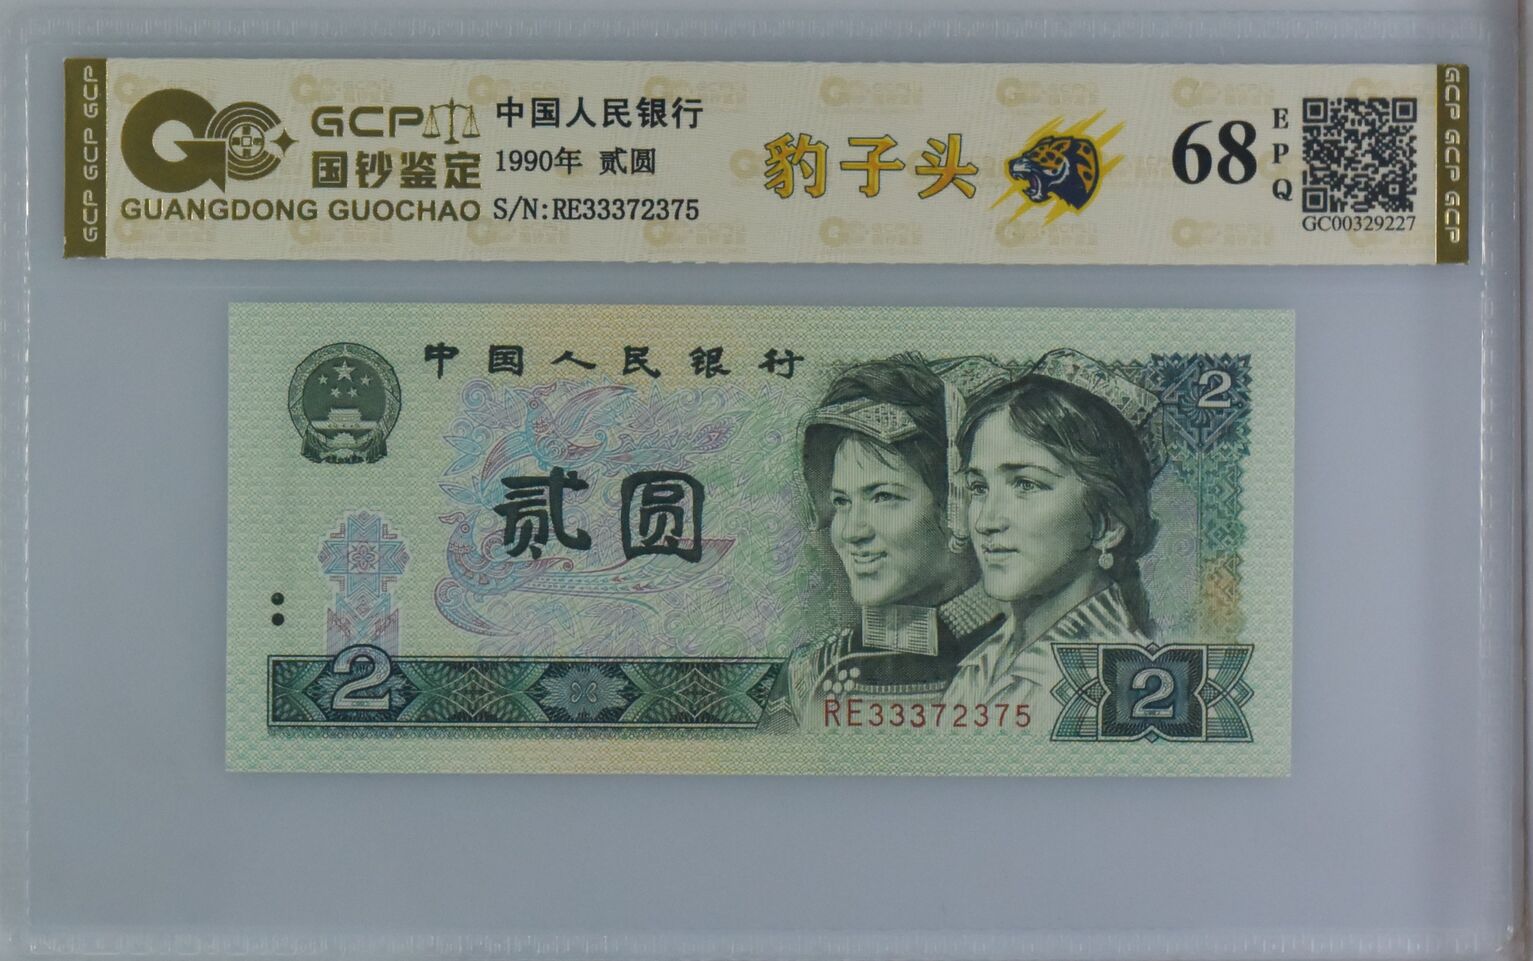 GCP GCP GCP
GCP
国钞鉴定
GUANGDONG GUOCHAO
中国人民银行
1990年 贰圆
S/N:RE33372375
豹子头
68
EPQ
GC00329227
GCP GCP GCP
中国人民银行
2
贰圆
2
RE33372375
2